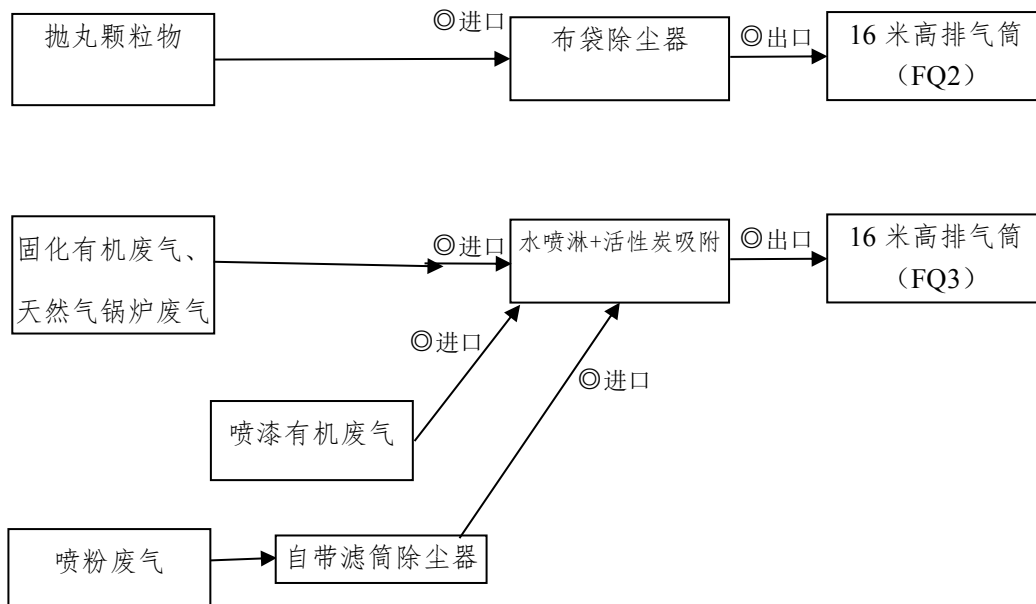 抛丸颗粒物
◎进口
布袋除尘器
◎出口
16 米高排气筒
（FQ2）
固化有机废气、
天然气锅炉废气
◎进口
水喷淋+活性炭吸附
◎出口
16 米高排气筒
（FQ3）
◎进口
◎进口
喷漆有机废气
喷粉废气
自带滤筒除尘器